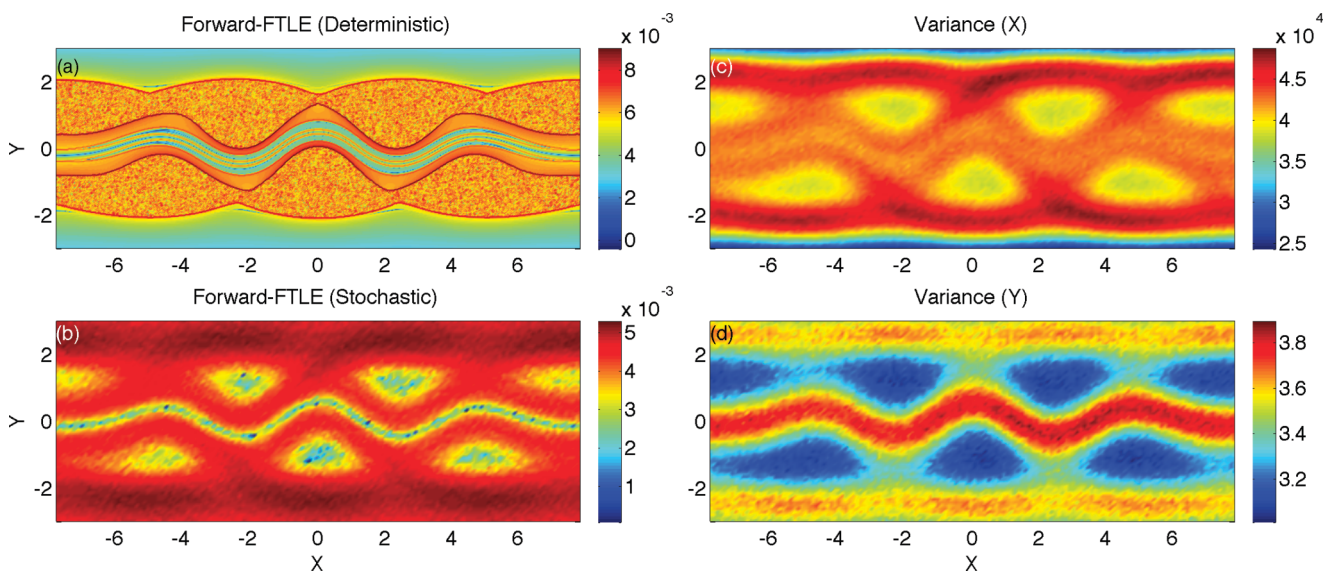 Forward-FTLE (Deterministic)
x 10⁻³
(a)
Y
2
0
-2
-6 -4 -2 0 2 4 6
8
6
4
2
0
Variance (X)
x 10⁴
(c)
2
0
-2
-6 -4 -2 0 2 4 6
4.5
4
3.5
3
2.5
Forward-FTLE (Stochastic)
x 10⁻³
(b)
Y
2
0
-2
-6 -4 -2 0 2 4 6
X
5
4
3
2
1
Variance (Y)
(d)
2
0
-2
-6 -4 -2 0 2 4 6
X
3.8
3.6
3.4
3.2